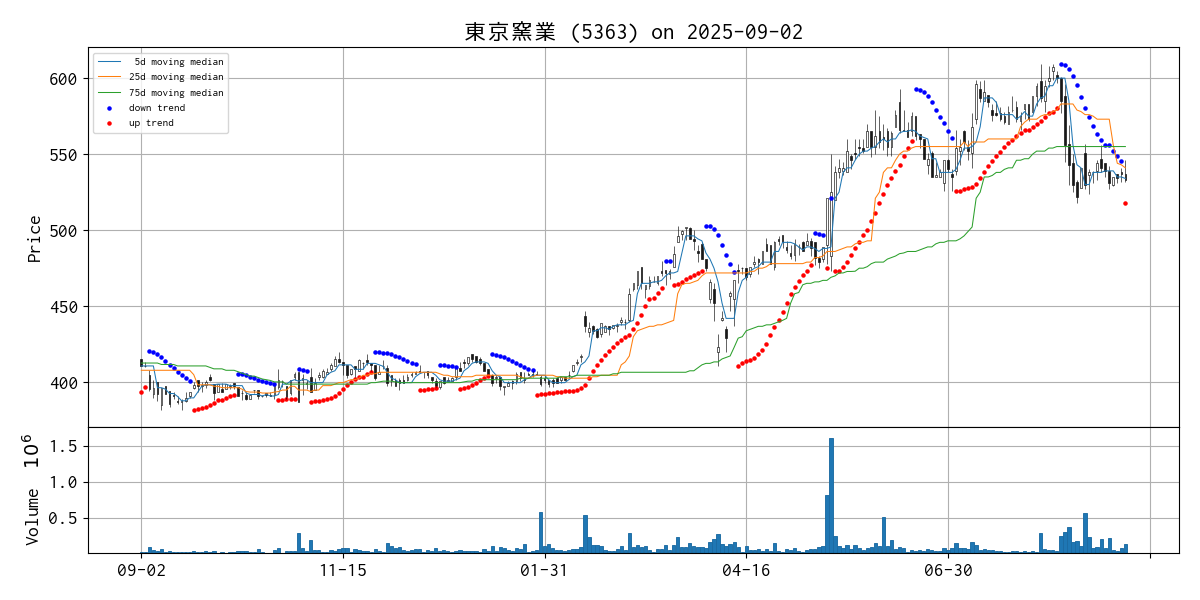 東京窯業 (5363) on 2025-09-02
5d moving median
25d moving median
75d moving median
down trend
up trend
Price
600
550
500
450
400
Volume 10^6
1.5
1.0
0.5
09-02
11-15
01-31
04-16
06-30